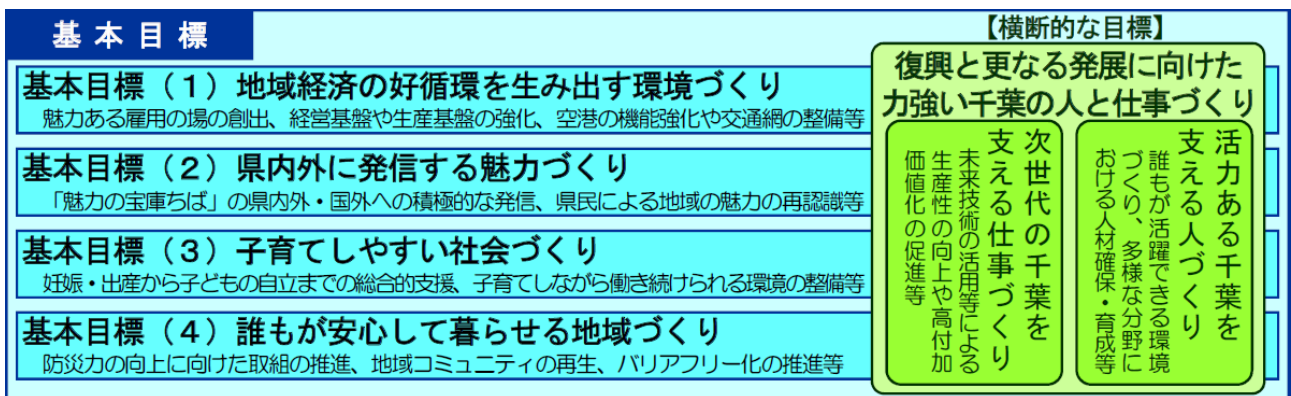 基本目標
基本目標（1）地域経済の好循環を生み出す環境づくり
魅力ある雇用の場の創出、経営基盤や生産基盤の強化、空港の機能強化や交通網の整備等
基本目標（2）県内外に発信する魅力づくり
「魅力の宝庫ちば」の県内外・国外への積極的な発信、県民による地域の魅力の再認識等
基本目標（3）子育てしやすい社会づくり
妊娠・出産から子どもの自立までの総合的支援、子育てしながら働き続けられる環境の整備等
基本目標（4）誰もが安心して暮らせる地域づくり
防災力の向上に向けた取組の推進、地域コミュニティの再生、バリアフリー化の推進等
【横断的な目標】
復興と更なる発展に向けた
力強い千葉の人と仕事づくり
活力ある千葉を
支える人づくり
誰もが活躍できる環境
づくり、多様な分野に
おける人材確保・育成等
次世代の千葉を
支える仕事づくり
未来技術の活用等による
生産性の向上や高付加
価値化の促進等